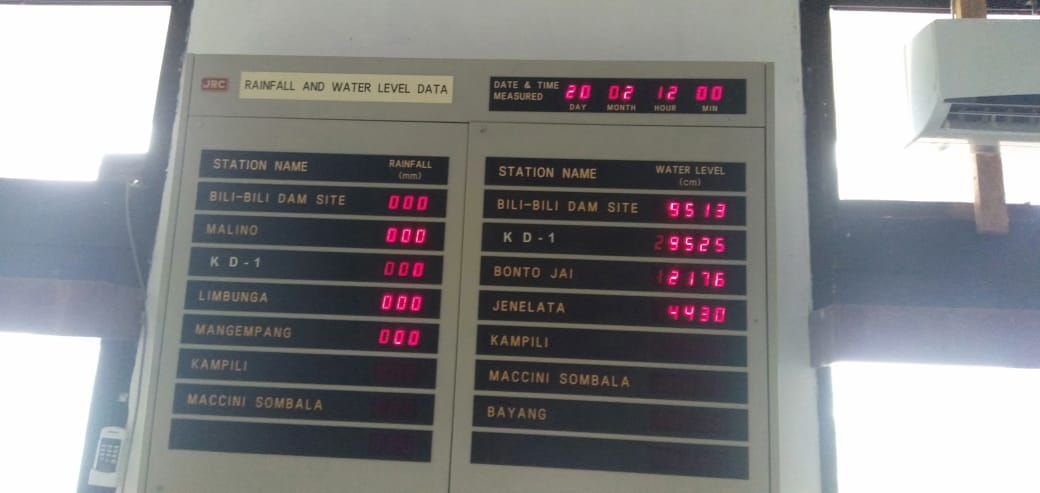 JRC
RAINFALL AND WATER LEVEL DATA
DATE & TIME MEASURED 20 02 12 00
DAY MONTH HOUR MIN
STATION NAME RAINFALL (mm)
BILI-BILI DAM SITE 000
MALINO 000
KD-1 000
LIMBUNGA 000
MANGEMPANG 000
KAMPILI
MACCINI SOMBALA
STATION NAME WATER LEVEL (cm)
BILI-BILI DAM SITE 9513
KD-1 29525
BONTO JAI 12176
JENELATA 4430
KAMPILI
MACCINI SOMBALA
BAYANG